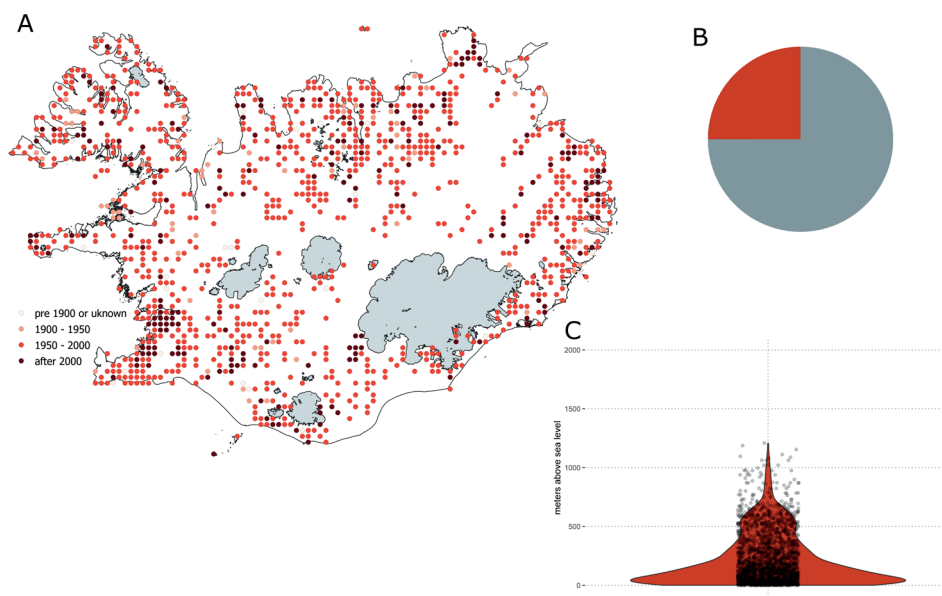 A
B
pre 1900 or uknown
1900 - 1950
1950 - 2000
after 2000
C
2000
1500
1000
500
0
meters above sea level